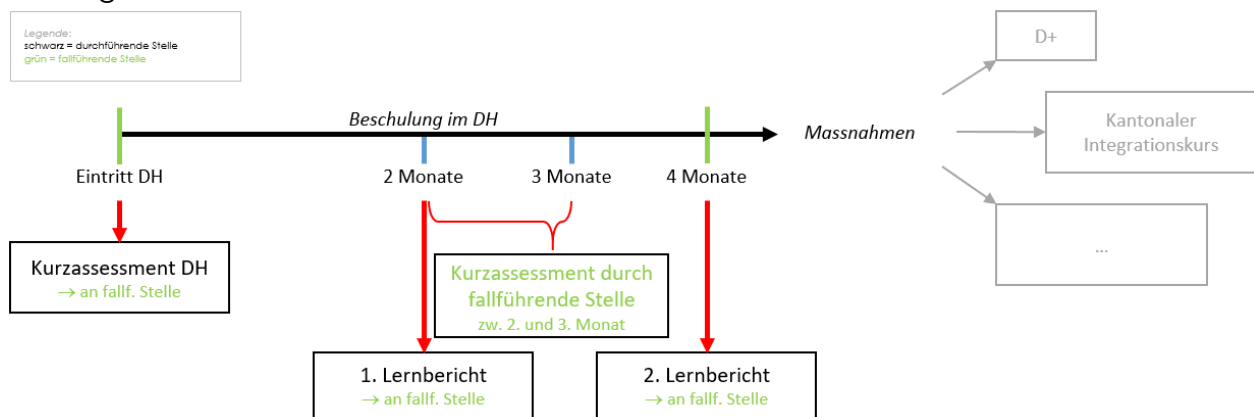 Legende:
schwarz = durchführende Stelle
grün = fallführende Stelle
D+
Beschulung im DH
Massnahmen
Kantonaler
Integrationskurs
Eintritt DH
2 Monate
3 Monate
4 Monate
...
Kurzassessment DH
→ an fallf. Stelle
Kurzassessment durch
fallführende Stelle
zw. 2. und 3. Monat
1. Lernbericht
→ an fallf. Stelle
2. Lernbericht
→ an fallf. Stelle